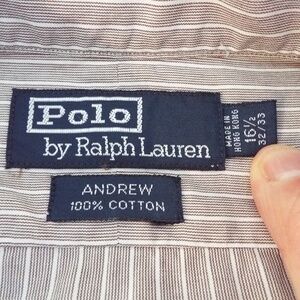 Polo
by Ralph Lauren
MADE IN
HONG KONG
16½
32/33
ANDREW
100% COTTON